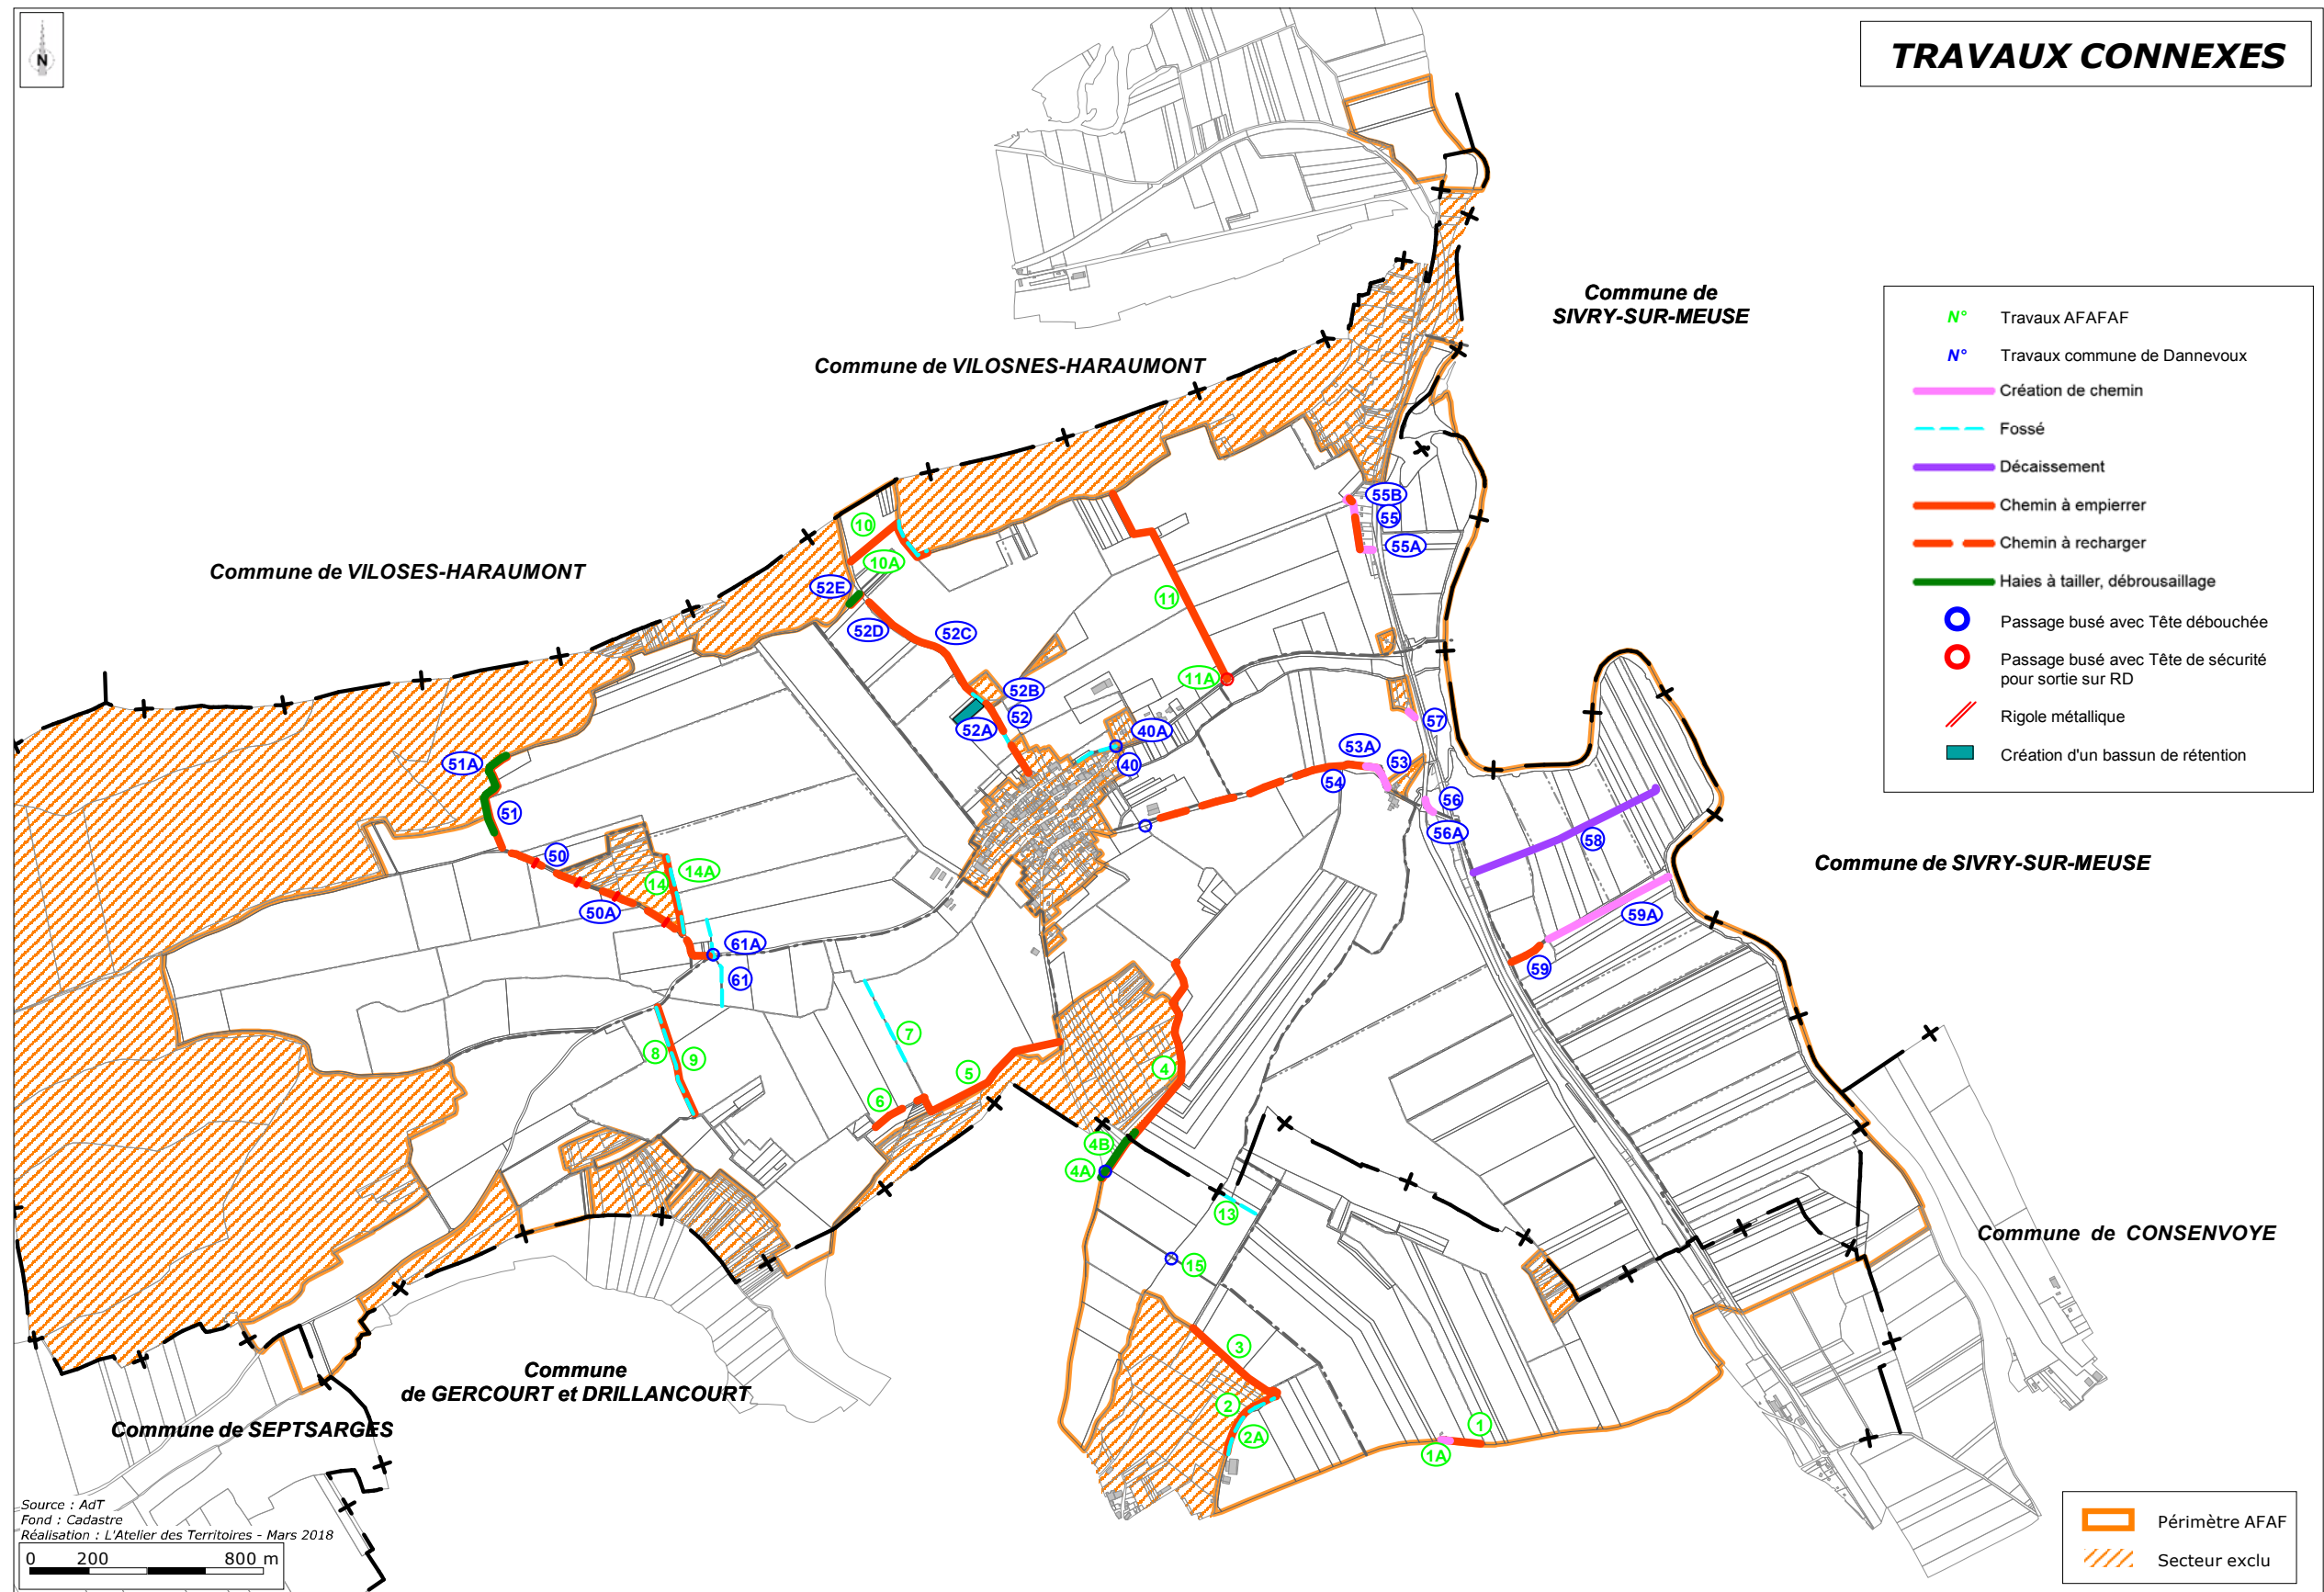 N
TRAVAUX CONNEXES
Commune de
SIVRY-SUR-MEUSE
Commune de VILOSNES-HARAUMONT
Commune de VILOSES-HARAUMONT
N° Travaux AFAFAF
N° Travaux commune de Dannevoux
Création de chemin
Fossé
Décaissement
Chemin à empierrer
Chemin à recharger
Haies à tailler, débrousaillage
Passage busé avec Tête débouchée
Passage busé avec Tête de sécurité
pour sortie sur RD
Rigole métallique
Création d'un bassun de rétention
55B
55
55A
10
10A
52E
52D
52C
11
11A
52B
52
52A
40A
40
57
53A
53
54
56
56A
58
51A
51
50
50A
14
14A
61A
61
59A
59
Commune de SIVRY-SUR-MEUSE
7
8
9
5
6
4
4B
4A
13
15
3
2
2A
1
1A
Commune de CONSENVOYE
Commune
de GERCOURT et DRILLANCOURT
Commune de SEPTSARGES
Source : AdT
Fond : Cadastre
Réalisation : L'Atelier des Territoires - Mars 2018
0 200 800 m
Périmètre AFAF
Secteur exclu